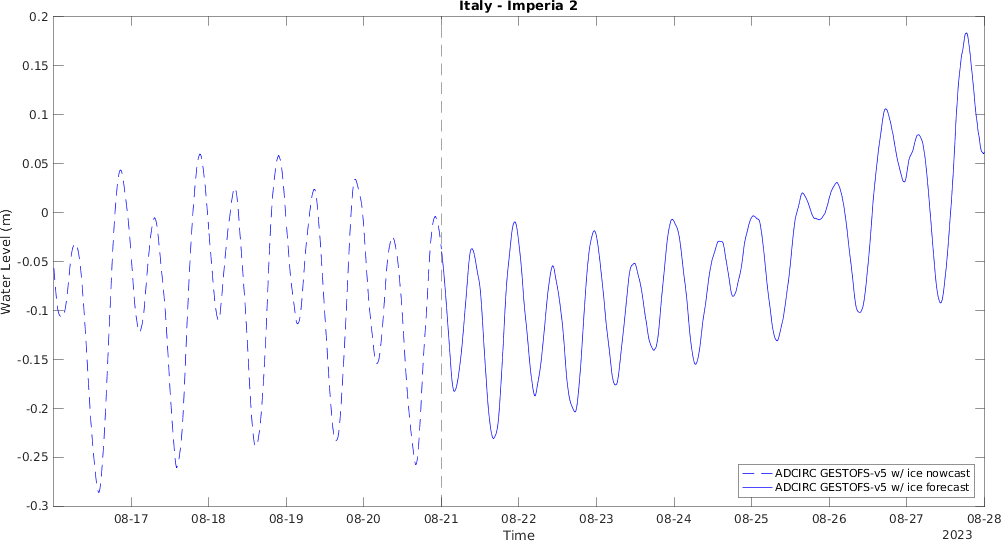 Italy - Imperia 2
Water Level (m)
0.2
0.15
0.1
0.05
0
-0.05
-0.1
-0.15
-0.2
-0.25
-0.3
ADCIRC GESTOFS-v5 w/ ice nowcast
ADCIRC GESTOFS-v5 w/ ice forecast
08-17 08-18 08-19 08-20 08-21 08-22 08-23 08-24 08-25 08-26 08-27 08-28
Time
2023